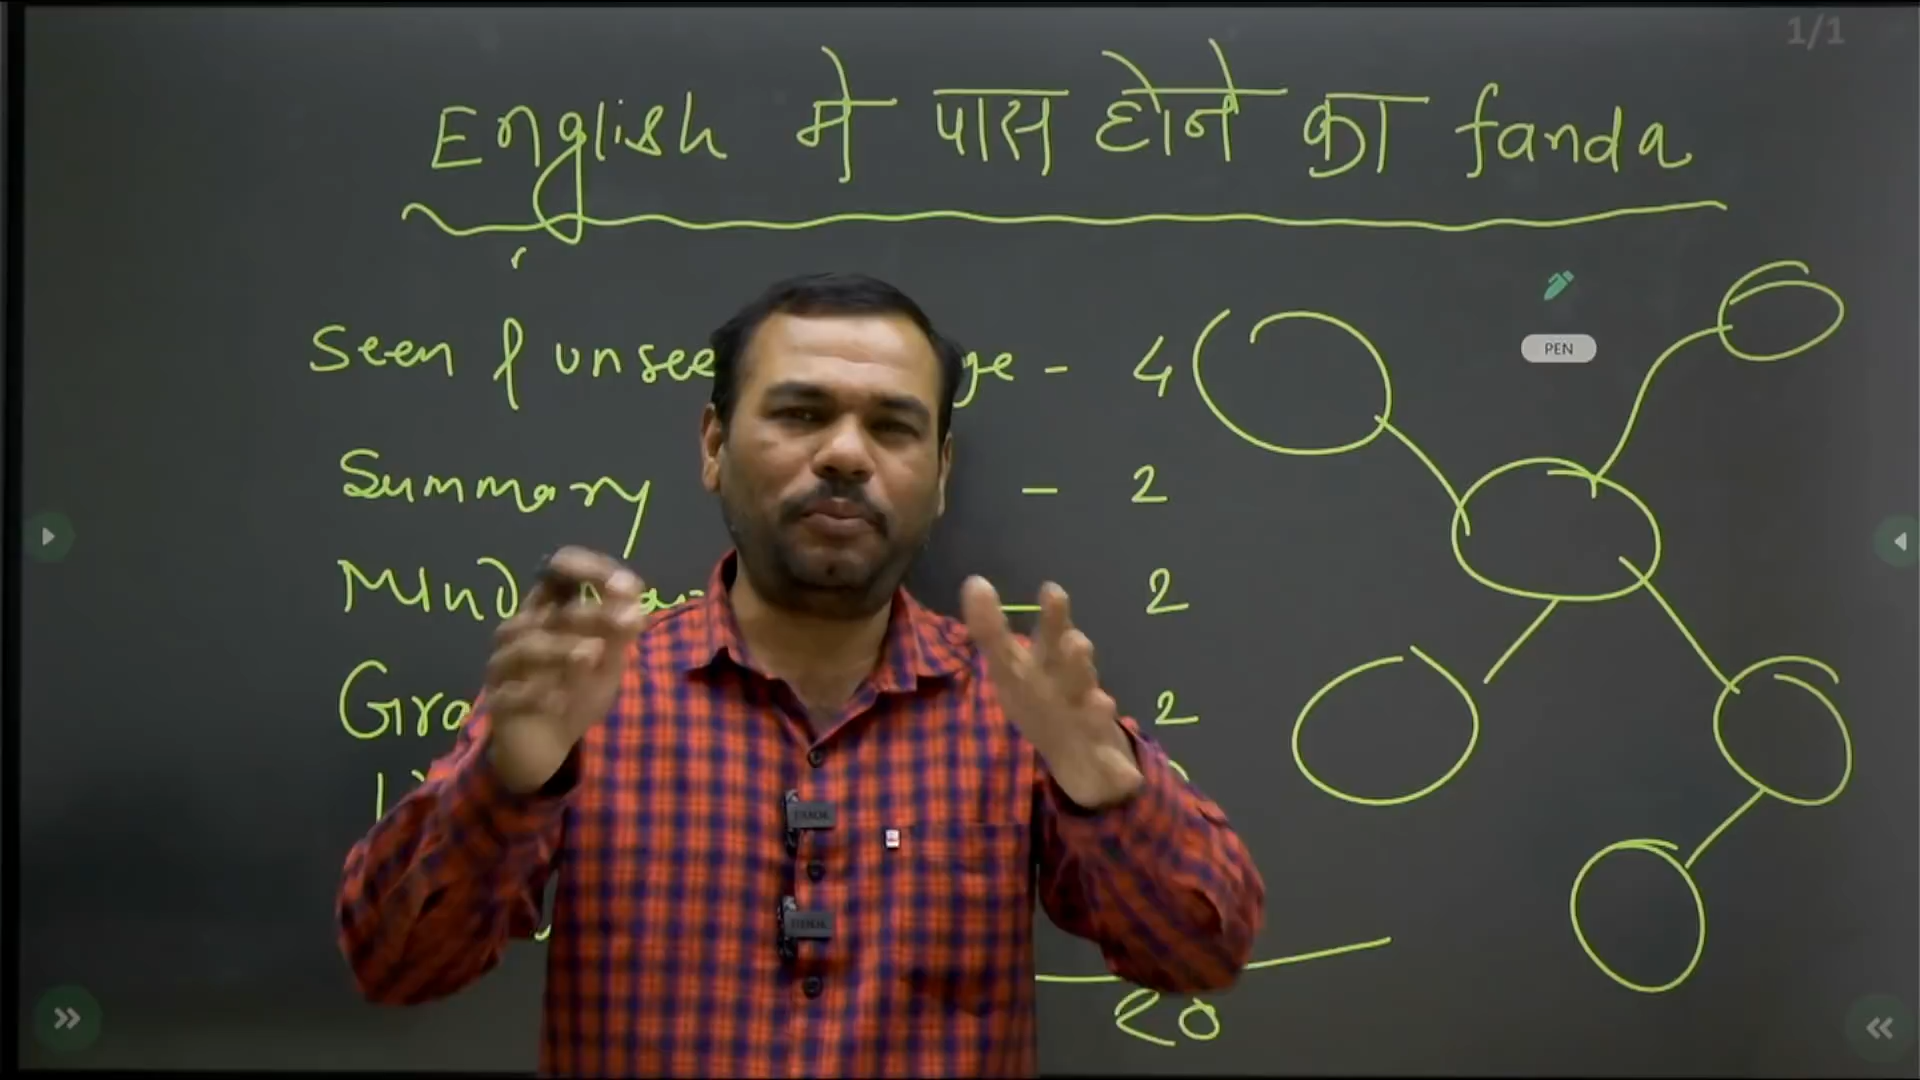 1/1
English मे पास होने का fanda
PEN
Seen & unsee ge - 4
Summary - 2
Mind — 2
Gra 2
20